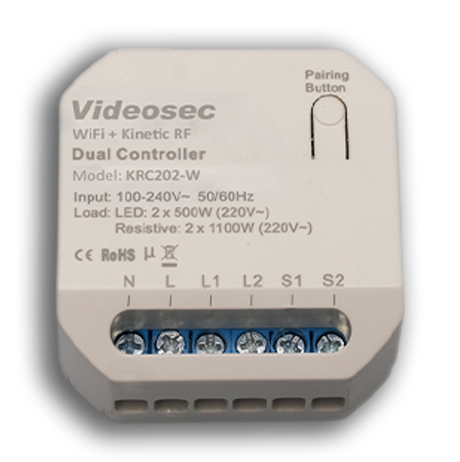 Pairing
Button
Videosec
WiFi + Kinetic RF
Dual Controller
Model: KRC202-W
Input: 100-240V~ 50/60Hz
Load: LED: 2 x 500W (220V~)
Resistive: 2 x 1100W (220V~)
CE RoHS µ
N L L1 L2 S1 S2